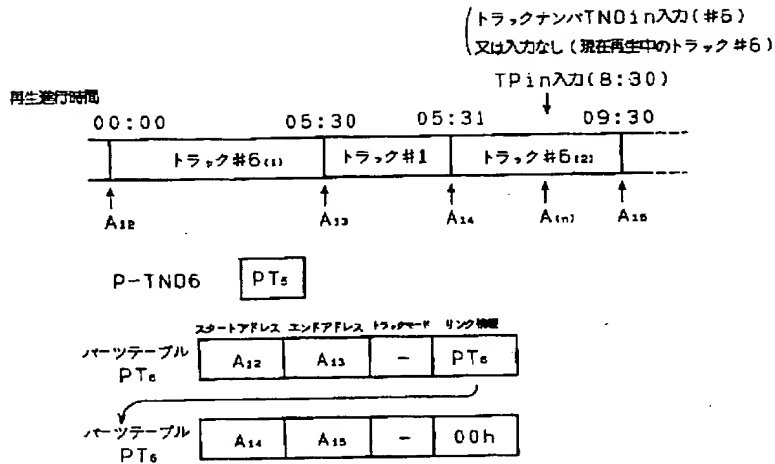 トラックナンバTNOin入力(#6)
又は入力なし(現在再生中のトラック#6)
TPin入力(8:30)
再生進行時間
00:00 05:30 05:31 09:30
トラック#6(1) トラック#1 トラック#6(2)
A12 A13 A14 A(n) A15
P-TNO6 PT5
スタートアドレス エンドアドレス トラックモード リンク情報
パーツテーブル PT5
A12 A13 − PT6
パーツテーブル PT6
A14 A15 − 00h